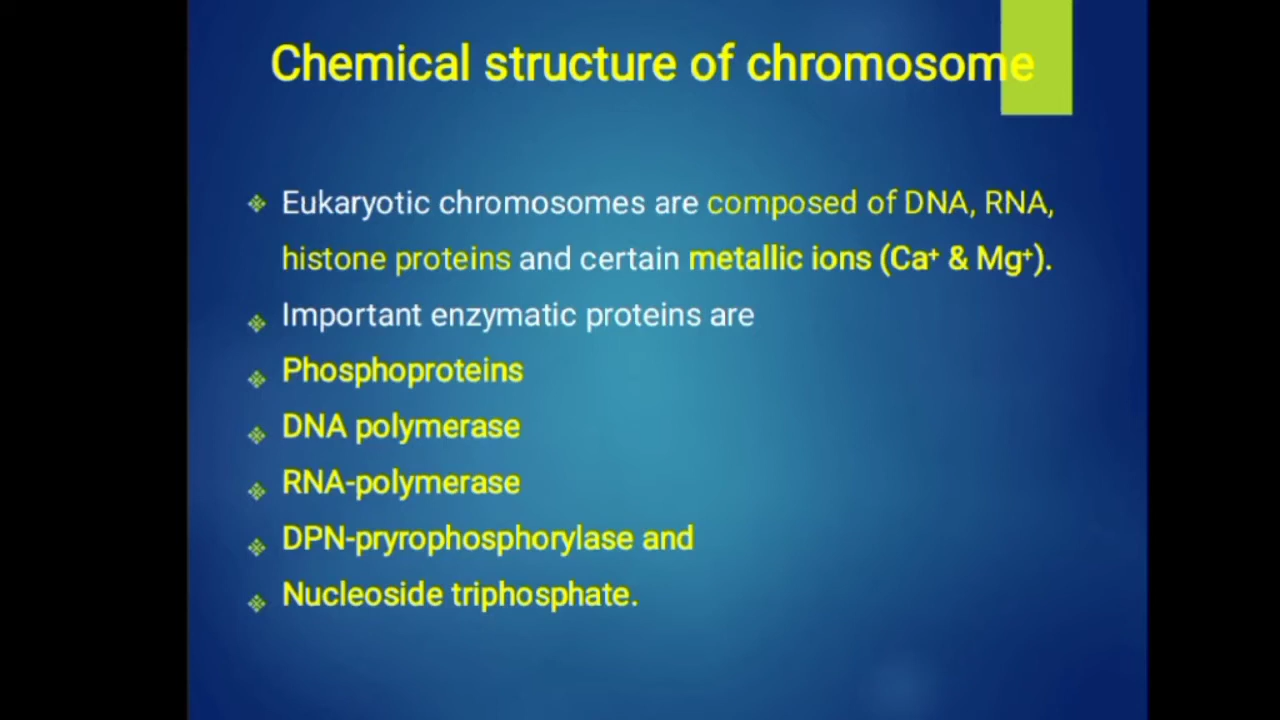 Chemical structure of chromosome
Eukaryotic chromosomes are composed of DNA, RNA,
histone proteins and certain metallic ions (Ca⁺ & Mg⁺).
Important enzymatic proteins are
Phosphoproteins
DNA polymerase
RNA-polymerase
DPN-pryrophosphorylase and
Nucleoside triphosphate.